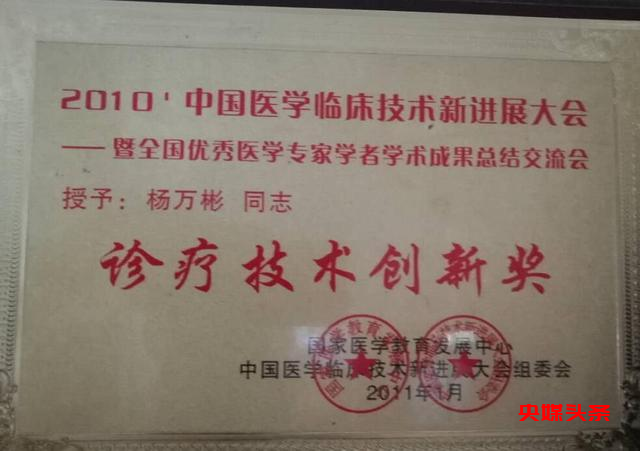 2010'中国医学临床技术新进展大会
——暨全国优秀医学专家学者学术成果总结交流会
授予：杨万彬 同志
诊疗技术创新奖
国家医学教育发展中心
中国医学临床技术新进展大会组委会
2011年1月
央媒头条